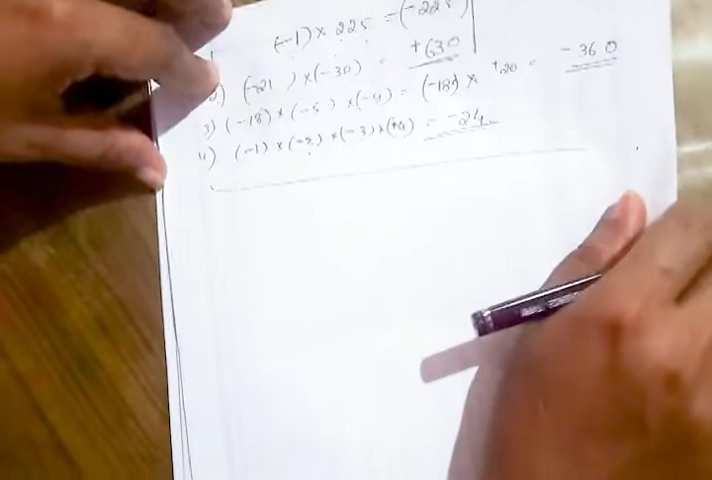 (-1) × 225 = (-225)
2) (-21) × (-30) = +630
3) (-18) × (-5) × (-4) = (-18) × +20 = -360
4) (-1) × (-2) × (-3) × (+4) = -24